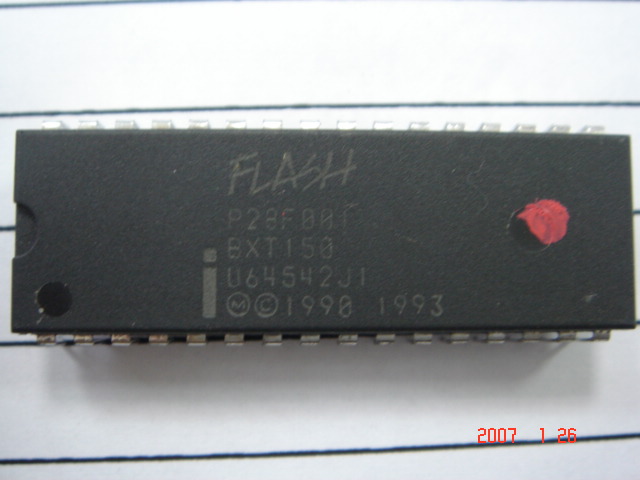 FLASH
P28F001
BXT150
U64542J1
Ⓜ©1990 1993
2007 1 26